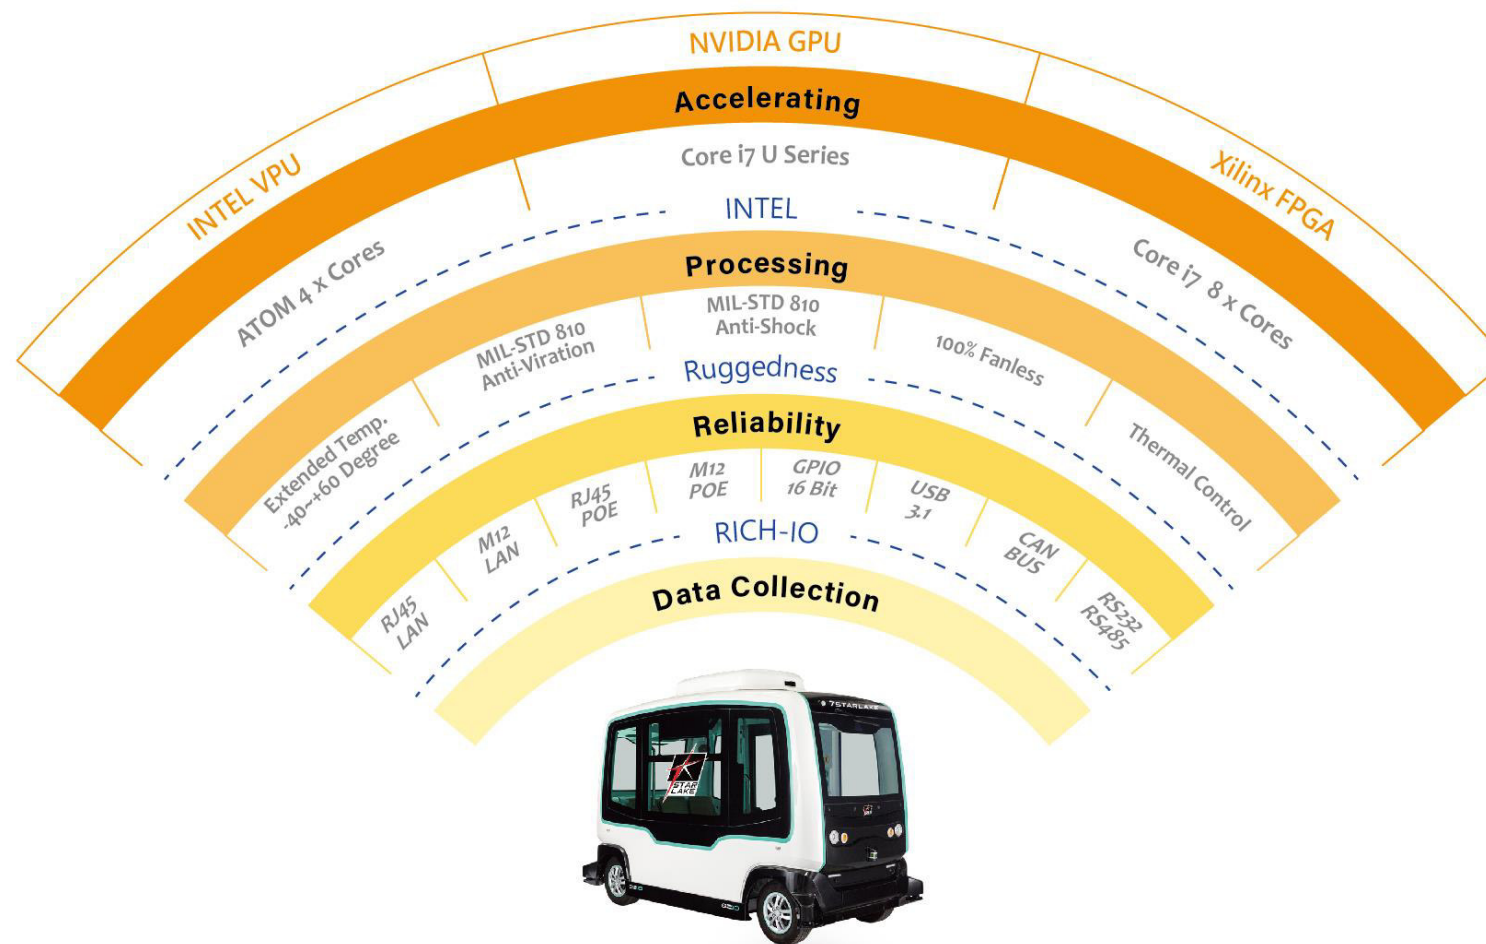 NVIDIA GPU
INTEL VPU
Xilinx FPGA
Accelerating
Core i7 U Series
ATOM 4 x Cores
Core i7 8 x Cores
INTEL
Processing
MIL-STD 810
Anti-Shock
MIL-STD 810
Anti-Viration
100% Fanless
Extended Temp.
-40~+60 Degree
Thermal Control
Ruggedness
Reliability
RJ45
LAN
M12
LAN
RJ45
POE
M12
POE
GPIO
16 Bit
USB
3.1
CAN
BUS
RS232
RS485
RICH-IO
Data Collection
7STARLAKE
STAR
LAKE